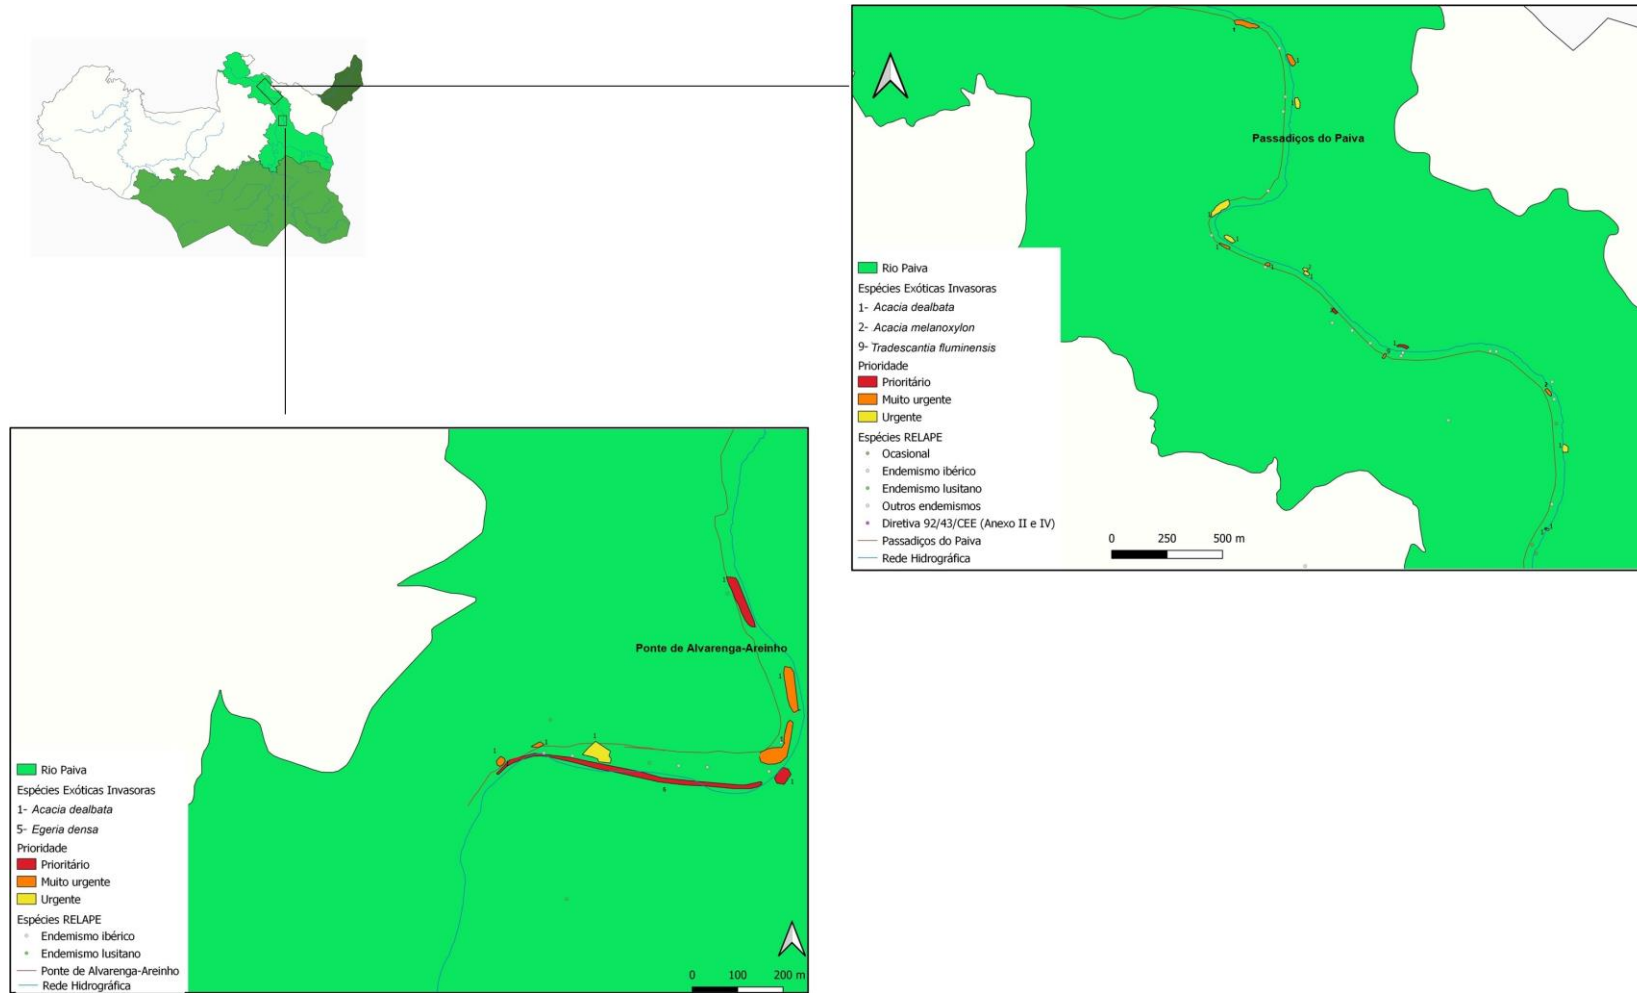 Passadiços do Paiva
Rio Paiva
Espécies Exóticas Invasoras
1- Acacia dealbata
2- Acacia melanoxylon
9- Tradescantia fluminensis
Prioridade
Prioritário
Muito urgente
Urgente
Espécies RELAPE
Ocasional
Endemismo ibérico
Endemismo lusitano
Outros endemismos
Diretiva 92/43/CEE (Anexo II e IV)
Passadiços do Paiva
Rede Hidrográfica
0 250 500 m
Ponte de Alvarenga-Areinho
Rio Paiva
Espécies Exóticas Invasoras
1- Acacia dealbata
5- Egeria densa
Prioridade
Prioritário
Muito urgente
Urgente
Espécies RELAPE
Endemismo ibérico
Endemismo lusitano
Ponte de Alvarenga-Areinho
Rede Hidrográfica
0 100 200 m